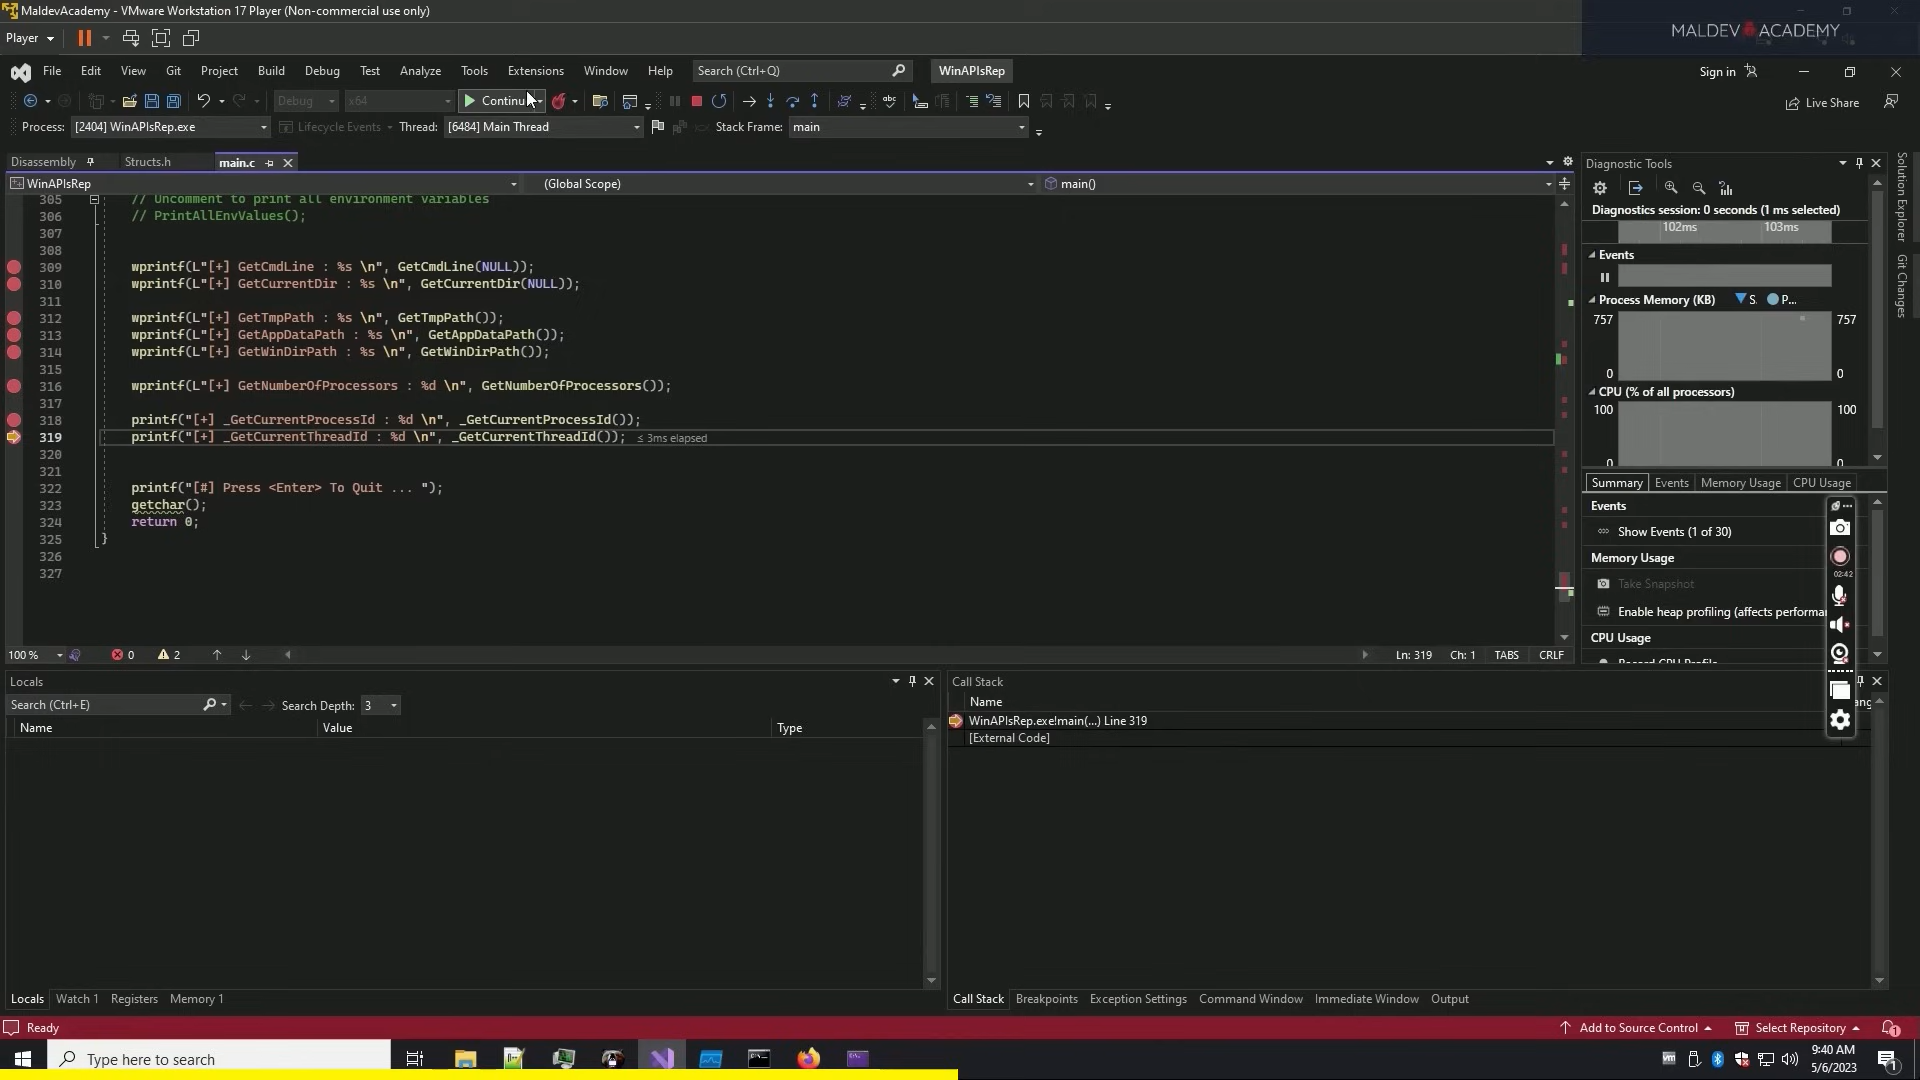 MaldevAcademy - VMware Workstation 17 Player (Non-commercial use only)
MALDEV ACADEMY
Player
File Edit View Git Project Build Debug Test Analyze Tools Extensions Window Help Search (Ctrl+Q) WinAPIsRep Sign in
Debug x64 Continu Live Share
Process: [2404] WinAPIsRep.exe Lifecycle Events Thread: [6484] Main Thread Stack Frame: main
Disassembly Structs.h main.c
WinAPIsRep (Global Scope) main()
305 // Uncomment to print all environment variables
306 // PrintAllEnvValues();
307
308
309 wprintf(L"[+] GetCmdLine : %s \n", GetCmdLine(NULL));
310 wprintf(L"[+] GetCurrentDir : %s \n", GetCurrentDir(NULL));
311
312 wprintf(L"[+] GetTmpPath : %s \n", GetTmpPath());
313 wprintf(L"[+] GetAppDataPath : %s \n", GetAppDataPath());
314 wprintf(L"[+] GetWinDirPath : %s \n", GetWinDirPath());
315
316 wprintf(L"[+] GetNumberOfProcessors : %d \n", GetNumberOfProcessors());
317
318 printf("[+] _GetCurrentProcessId : %d \n", _GetCurrentProcessId());
319 printf("[+] _GetCurrentThreadId : %d \n", _GetCurrentThreadId()); ≤ 3ms elapsed
320
321
322 printf("[#] Press <Enter> To Quit ... ");
323 getchar();
324 return 0;
325 }
326
327
100 % 0 2 Ln: 319 Ch: 1 TABS CRLF
Diagnostic Tools
Diagnostics session: 0 seconds (1 ms selected)
102ms 103ms
Events
Process Memory (KB) S. P...
757 757
0 0
CPU (% of all processors)
100 100
0 0
Summary Events Memory Usage CPU Usage
Events
Show Events (1 of 30)
Memory Usage
Take Snapshot
Enable heap profiling (affects performa
CPU Usage
Record CPU Profile
02:42
Solution Explorer
Git Changes
Locals
Search (Ctrl+E) Search Depth: 3
Name Value Type
Locals Watch 1 Registers Memory 1
Call Stack
Name
WinAPIsRep.exe!main(...) Line 319
[External Code]
Call Stack Breakpoints Exception Settings Command Window Immediate Window Output
Ready Add to Source Control Select Repository 1
Type here to search
9:40 AM
5/6/2023
1